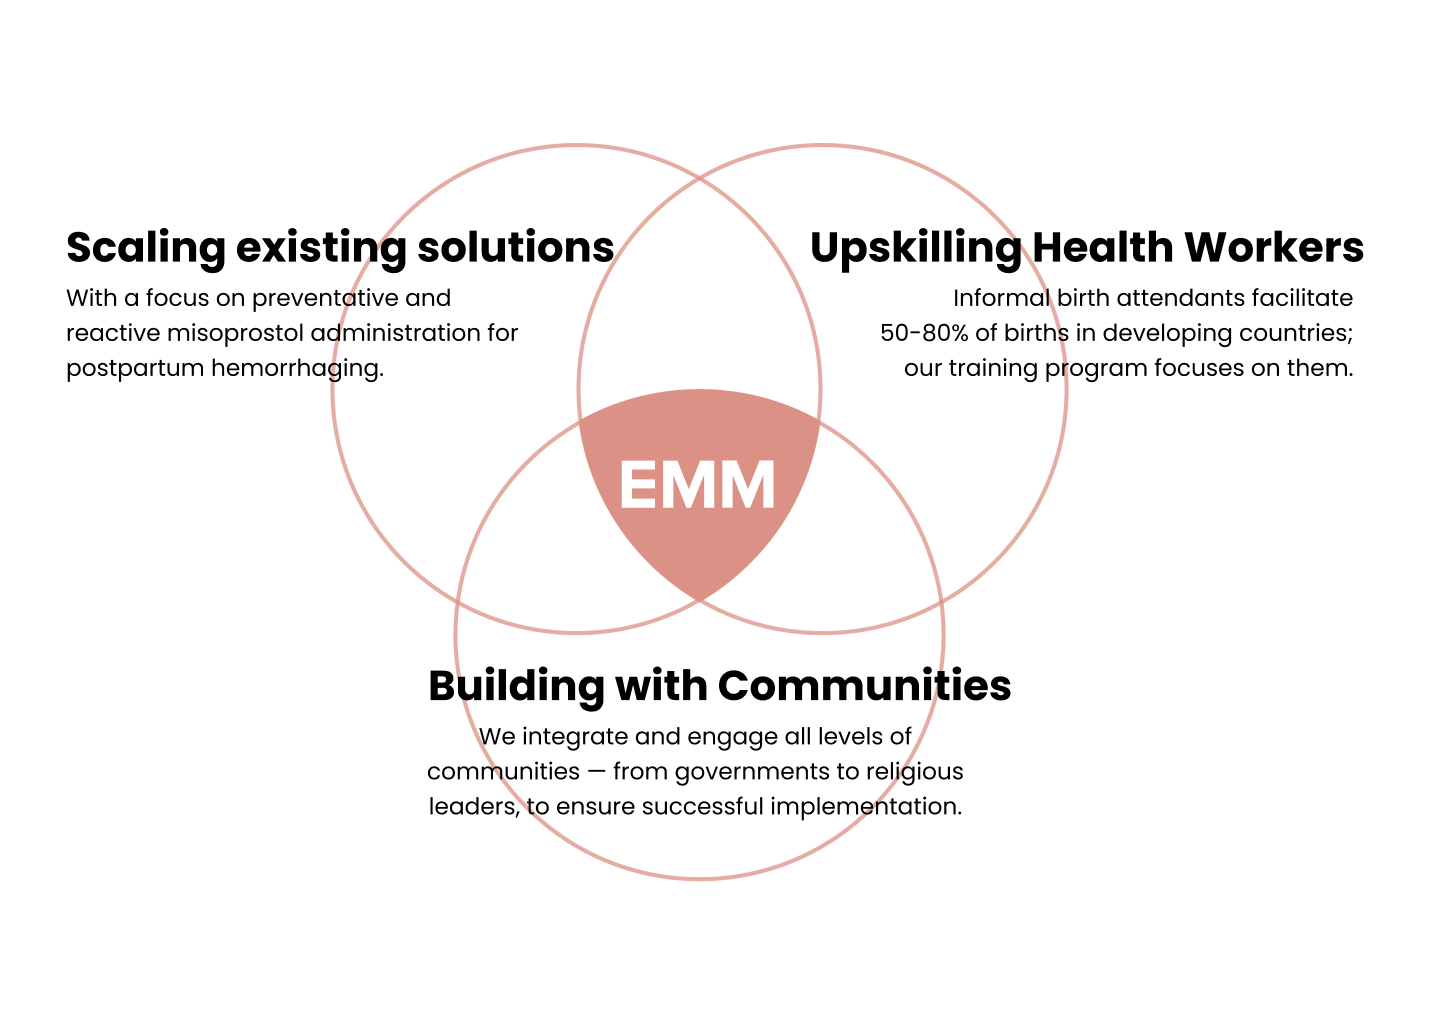 Scaling existing solutions
With a focus on preventative and
reactive misoprostol administration for
postpartum hemorrhaging.
Upskilling Health Workers
Informal birth attendants facilitate
50-80% of births in developing countries;
our training program focuses on them.
EMM
Building with Communities
We integrate and engage all levels of
communities — from governments to religious
leaders, to ensure successful implementation.